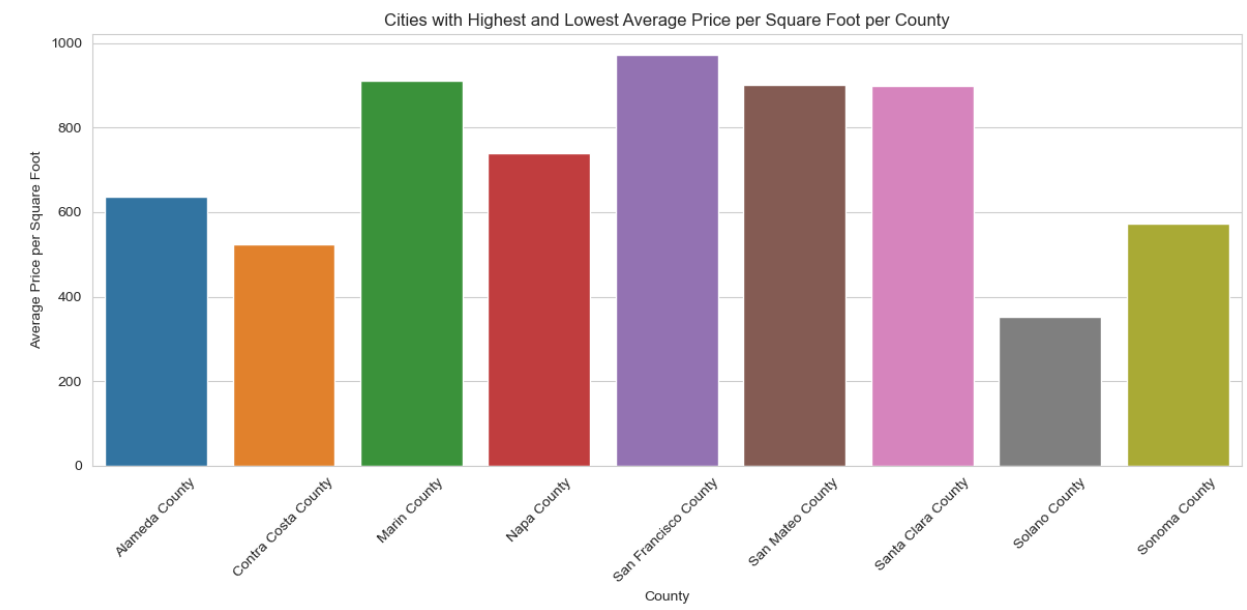 Cities with Highest and Lowest Average Price per Square Foot per County
Average Price per Square Foot
1000
800
600
400
200
0
Alameda County
Contra Costa County
Marin County
Napa County
San Francisco County
San Mateo County
Santa Clara County
Solano County
Sonoma County
County